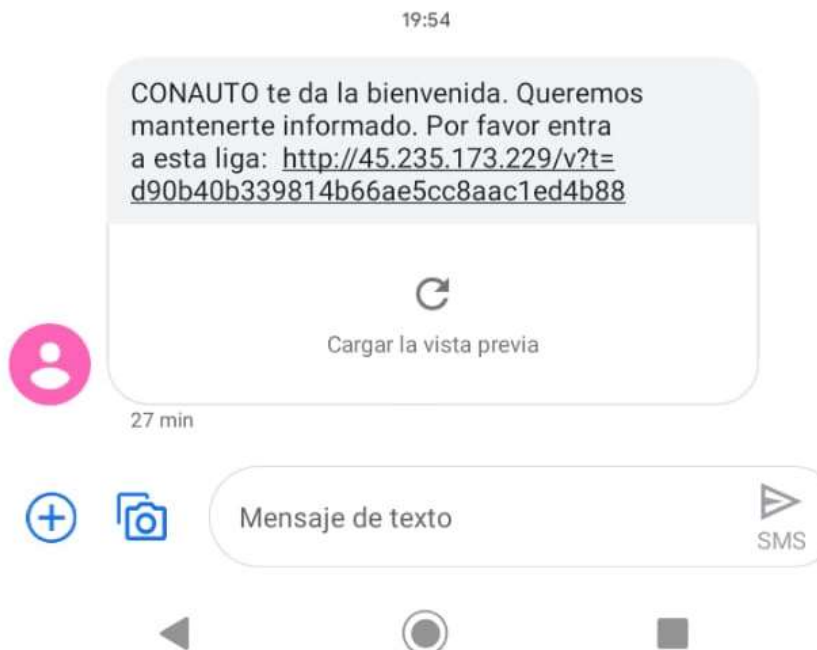 19:54
CONAUTO te da la bienvenida. Queremos
mantenerte informado. Por favor entra
a esta liga: http://45.235.173.229/v?t=
d90b40b339814b66ae5cc8aac1ed4b88
Cargar la vista previa
27 min
Mensaje de texto
SMS